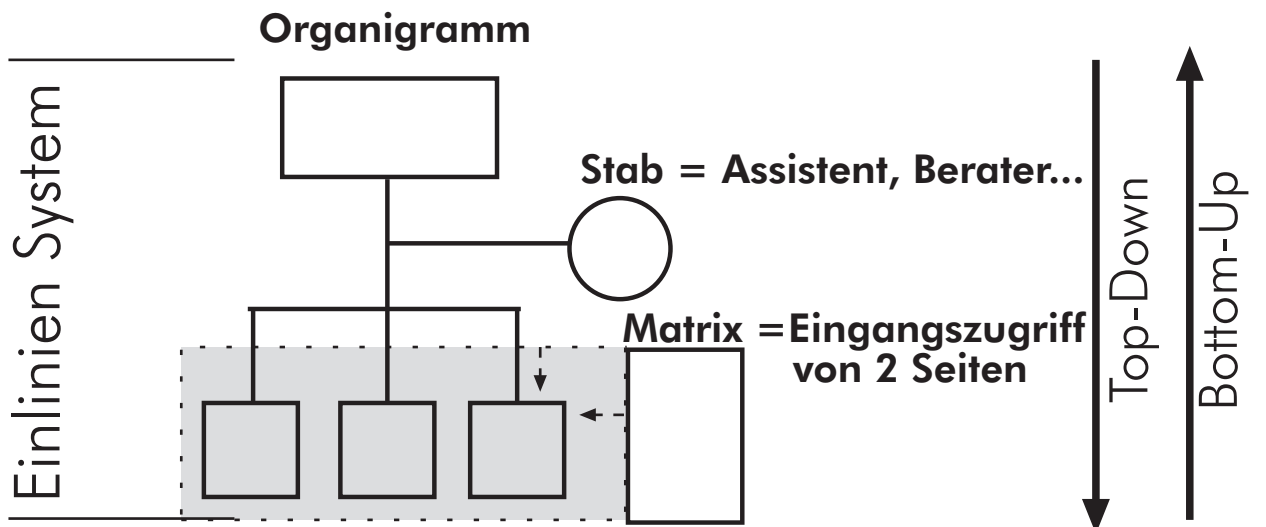 Organigramm
Einlinien System
Stab = Assistent, Berater...
Matrix =Eingangszugriff
von 2 Seiten
Top-Down
Bottom-Up